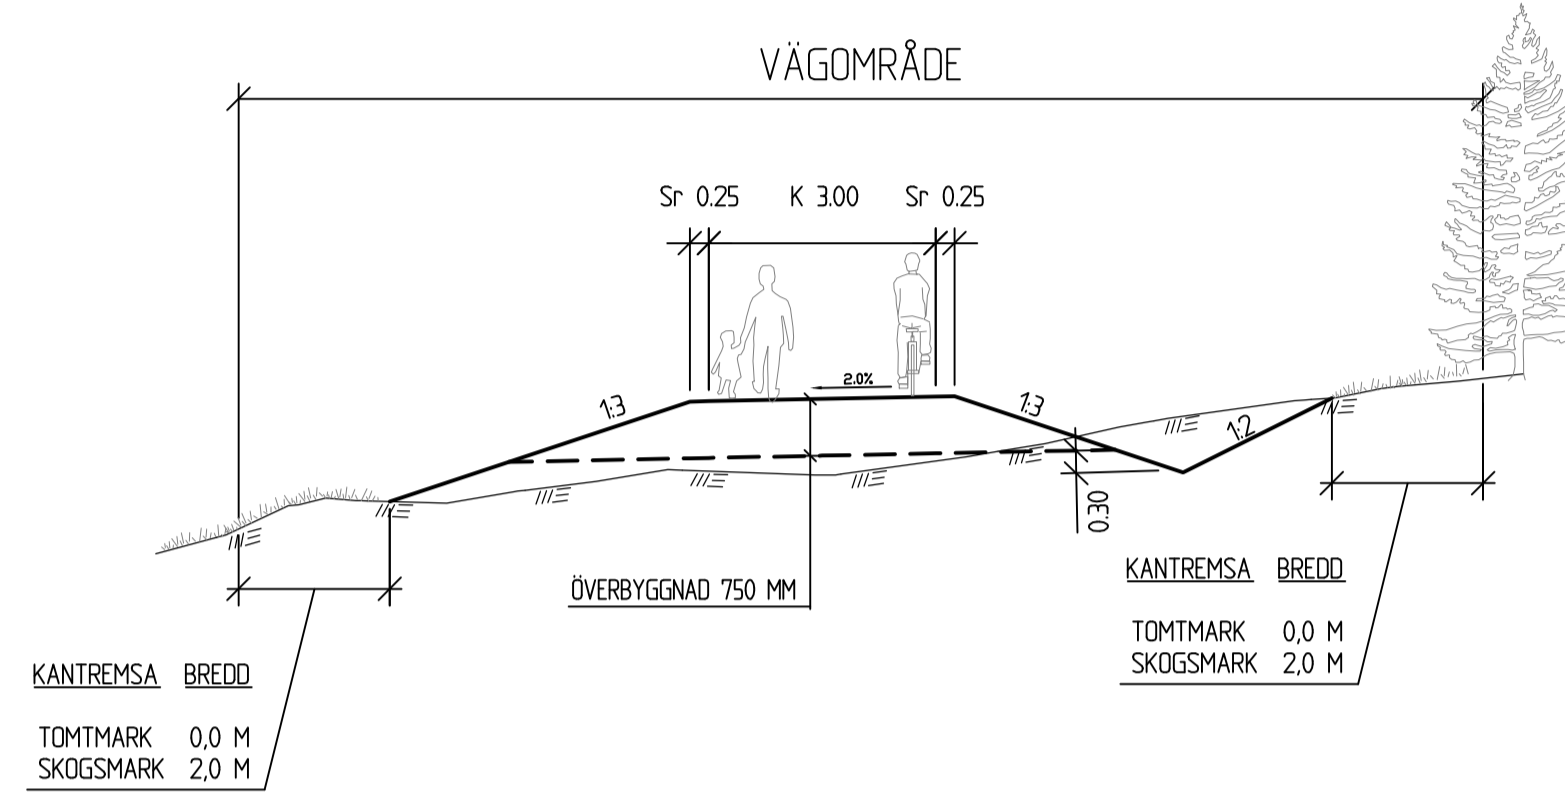 VÄGOMRÅDE
Sr 0.25 K 3.00 Sr 0.25
2.0%
1:3
1:3
1:2
0.30
ÖVERBYGGNAD 750 MM
KANTREMSA BREDD
TOMTMARK 0,0 M
SKOGSMARK 2,0 M
KANTREMSA BREDD
TOMTMARK 0,0 M
SKOGSMARK 2,0 M